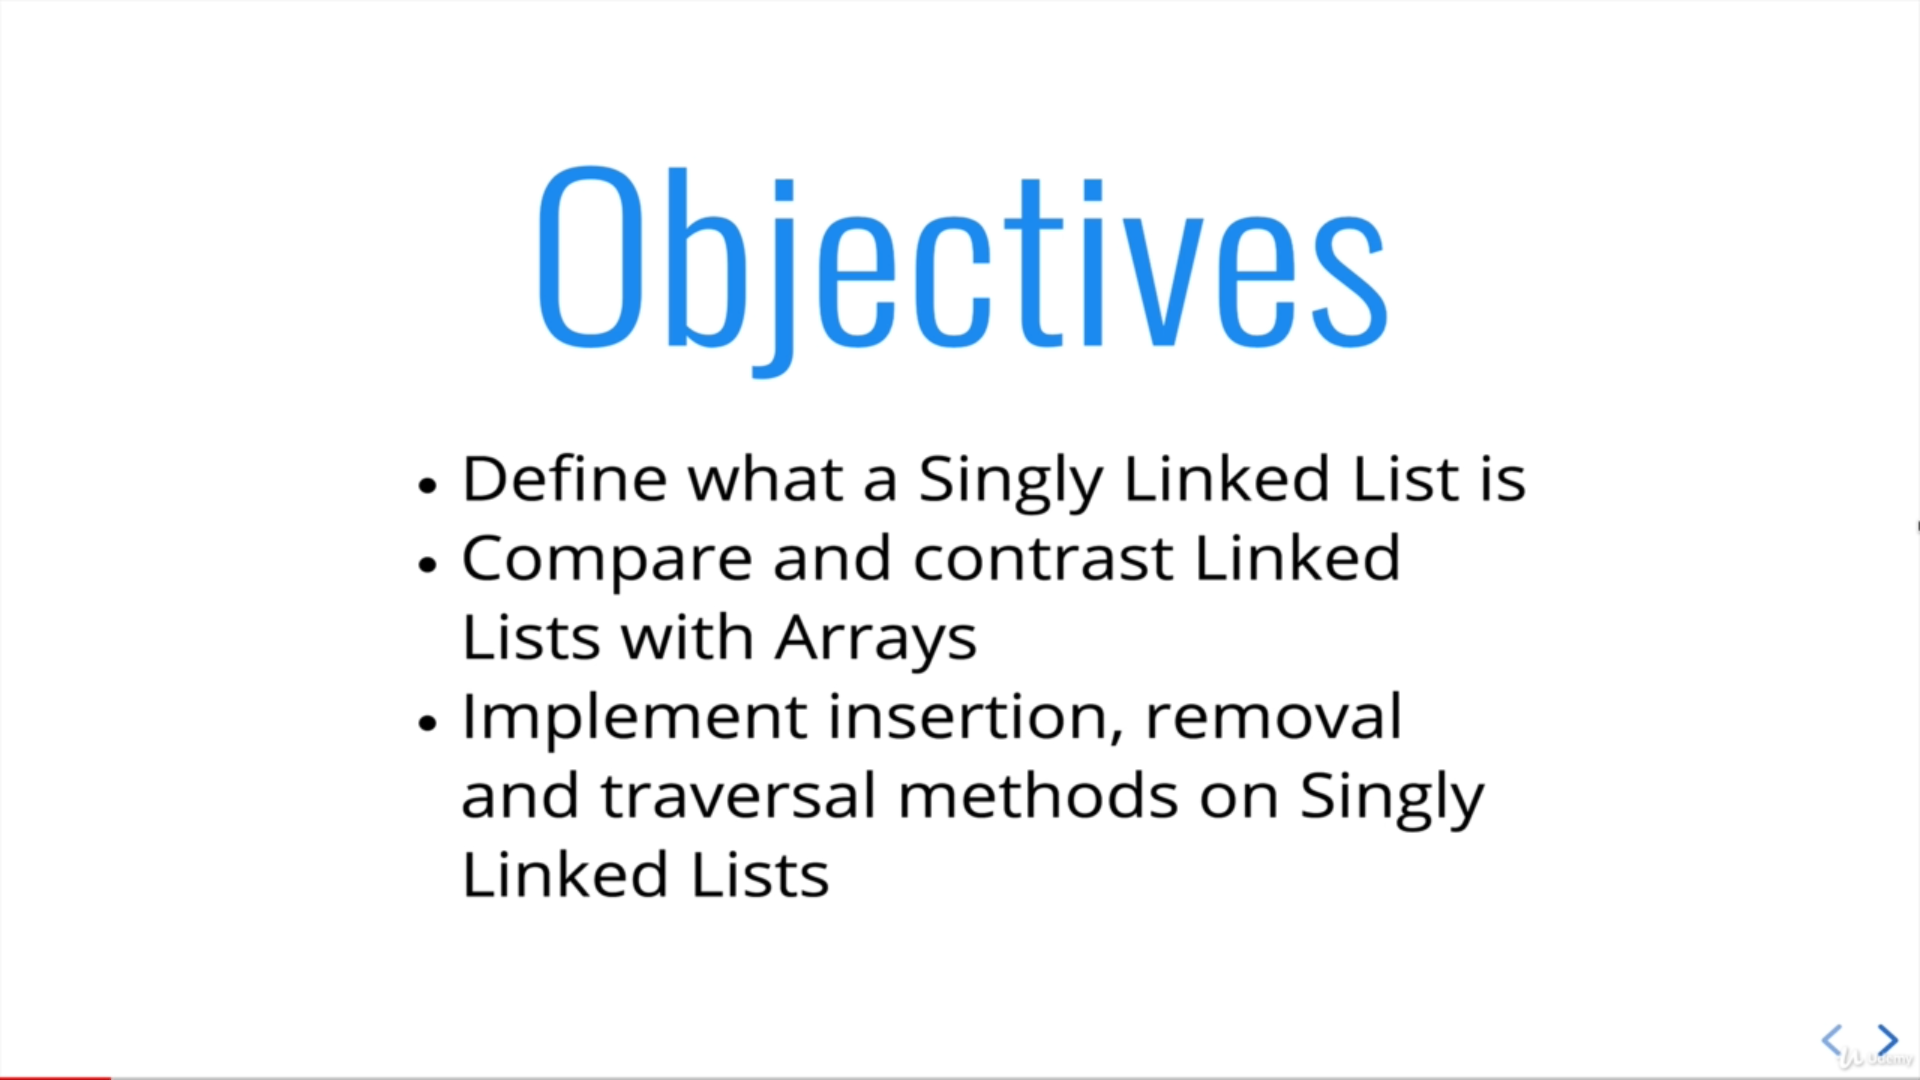 Objectives
• Define what a Singly Linked List is
• Compare and contrast Linked
Lists with Arrays
• Implement insertion, removal
and traversal methods on Singly
Linked Lists
Udemy